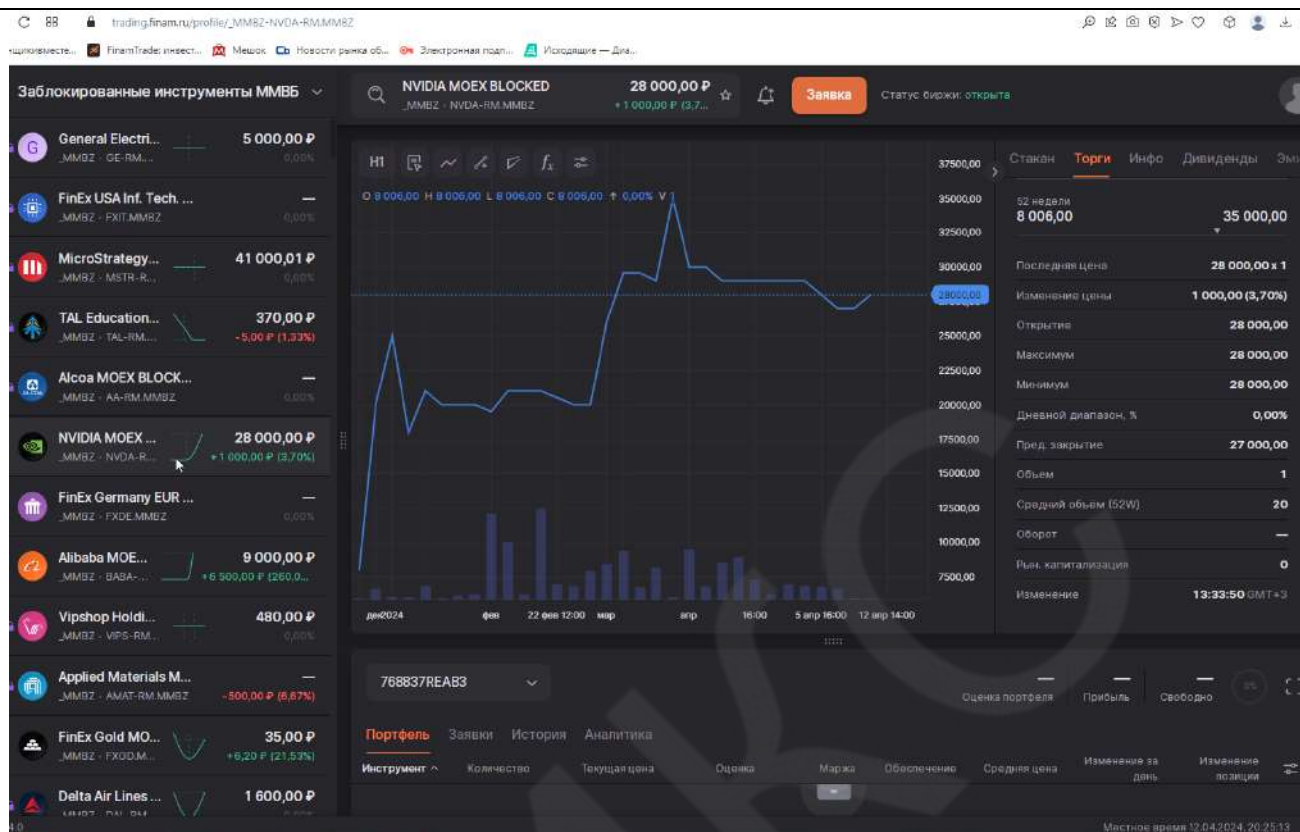 trading.finam.ru/profile/_MMBZ-NVDA-RM.MMBZ
FinamTrade: инвест... Мешок Новости рынка об... Электронная подп... Исходящие — Диа...
Заблокированные инструменты ММВБ
NVIDIA MOEX BLOCKED 28 000,00 ₽
_MMBZ · NVDA-RM.MMBZ +1 000,00 ₽ (3,7...
Заявка
Статус биржи: открыта
General Electri... 5 000,00 ₽
_MMBZ · GE-RM.... 0,00%
FinEx USA Inf. Tech. ... —
_MMBZ · FXIT.MMBZ 0,00%
MicroStrategy... 41 000,01 ₽
_MMBZ · MSTR-R... 0,00%
TAL Education... 370,00 ₽
_MMBZ · TAL-RM.... -5,00 ₽ (1,33%)
Alcoa MOEX BLOCK... —
_MMBZ · AA-RM.MMBZ 0,00%
NVIDIA MOEX ... 28 000,00 ₽
_MMBZ · NVDA-R... +1 000,00 ₽ (3,70%)
FinEx Germany EUR ... —
_MMBZ · FXDE.MMBZ 0,00%
Alibaba MOE... 9 000,00 ₽
_MMBZ · BABA-... +6 500,00 ₽ (260,0...
Vipshop Holdi... 480,00 ₽
_MMBZ · VIPS-RM... 0,00%
Applied Materials M... —
_MMBZ · AMAT-RM.MMBZ -500,00 ₽ (6,67%)
FinEx Gold MO... 35,00 ₽
_MMBZ · FXGD.M... +6,20 ₽ (21,53%)
Delta Air Lines ... 1 600,00 ₽
4.0
H1
O 8 006,00 H 8 006,00 L 8 006,00 C 8 006,00 ↑ 0,00% V 1
37500,00
35000,00
32500,00
30000,00
28000,00
25000,00
22500,00
20000,00
17500,00
15000,00
12500,00
10000,00
7500,00
дек2024 фев 22 фев 12:00 мар апр 16:00 5 апр 16:00 12 апр 14:00
Стакан Торги Инфо Дивиденды Эми
52 недели
8 006,00 35 000,00
Последняя цена 28 000,00 x 1
Изменение цены 1 000,00 (3,70%)
Открытие 28 000,00
Максимум 28 000,00
Минимум 28 000,00
Дневной диапазон, % 0,00%
Пред. закрытие 27 000,00
Объем 1
Средний объём (52W) 20
Оборот —
Рын. капитализация 0
Изменение 13:33:50 GMT+3
768837REAB3
— — —
Оценка портфеля Прибыль Свободно 0%
Портфель Заявки История Аналитика
Инструмент Количество Текущая цена Оценка Маржа Обеспечение Средняя цена Изменение за день Изменение позиции
Местное время 12.04.2024, 20:25:13